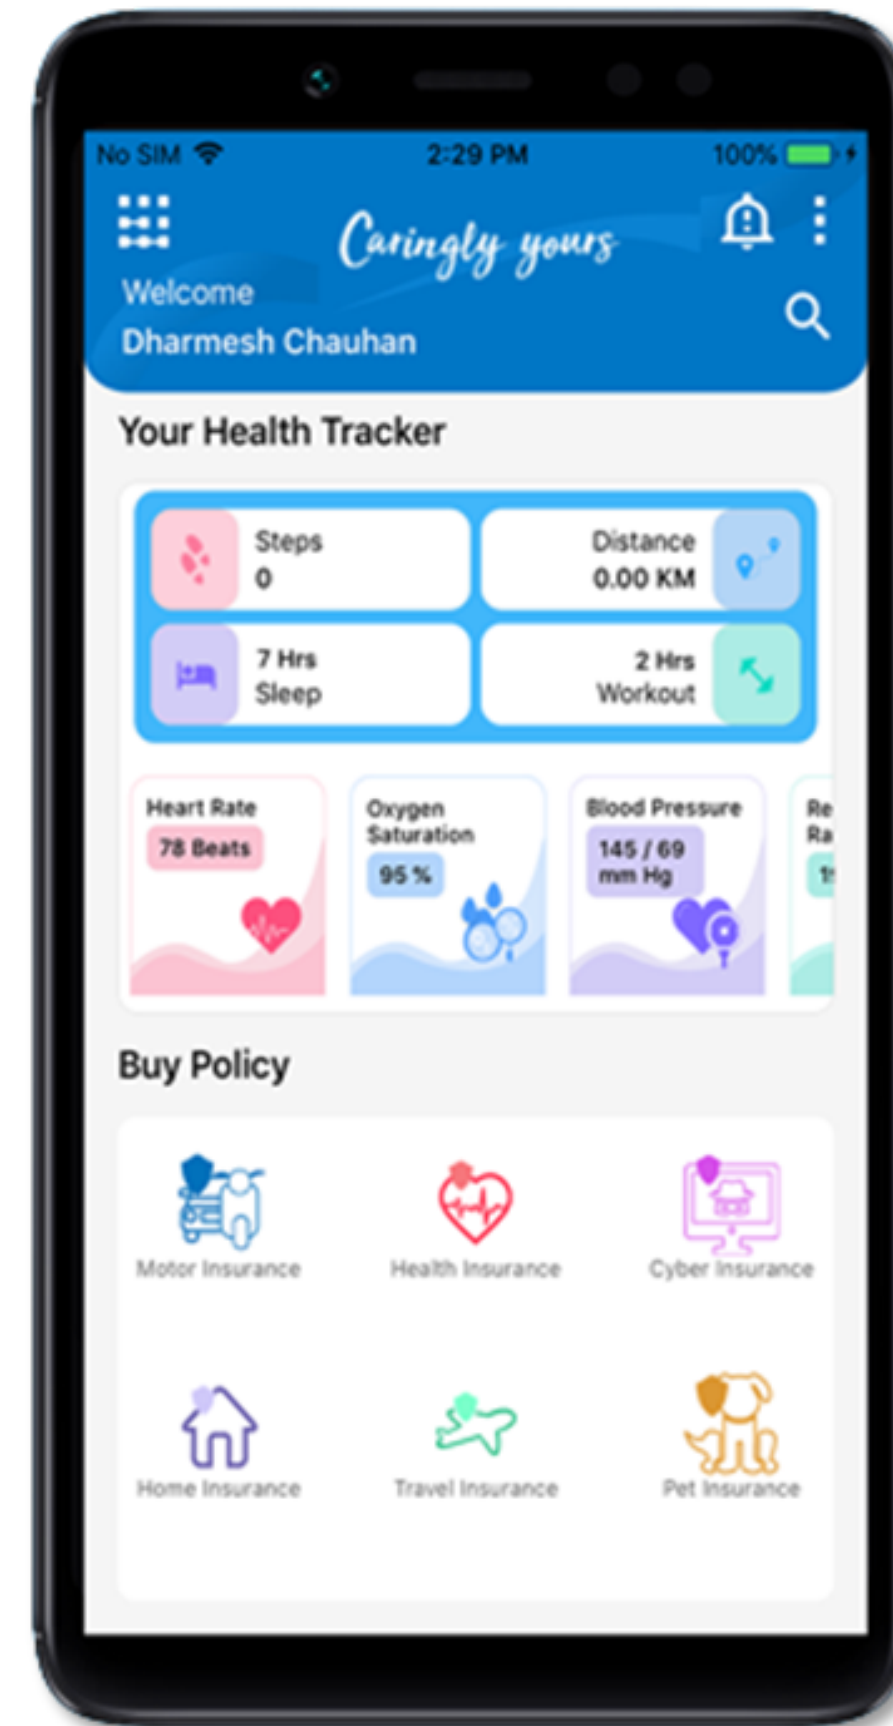 No SIM 2:29 PM 100%
Caringly yours
Welcome
Dharmesh Chauhan
Your Health Tracker
Steps
0
Distance
0.00 KM
7 Hrs
Sleep
2 Hrs
Workout
Heart Rate
78 Beats
Oxygen
Saturation
95 %
Blood Pressure
145 / 69
mm Hg
Re
Ra
Buy Policy
Motor Insurance
Health Insurance
Cyber Insurance
Home Insurance
Travel Insurance
Pet Insurance